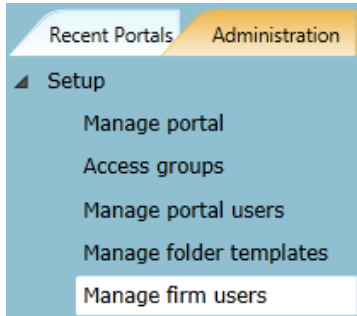 Recent Portals Administration
Setup
Manage portal
Access groups
Manage portal users
Manage folder templates
Manage firm users